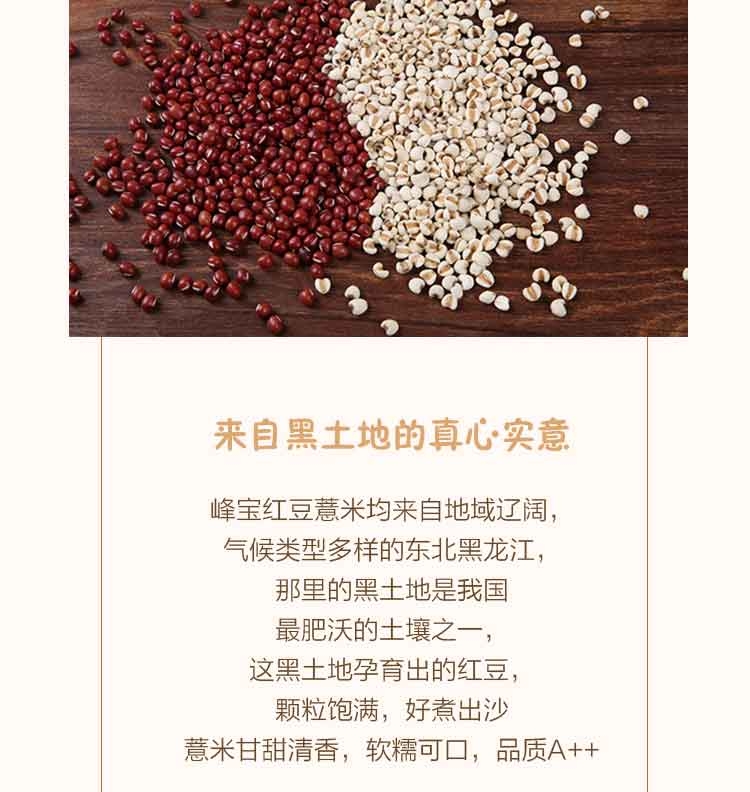 来自黑土地的真心实意
峰宝红豆薏米均来自地域辽阔，
气候类型多样的东北黑龙江，
那里的黑土地是我国
最肥沃的土壤之一，
这黑土地孕育出的红豆，
颗粒饱满，好煮出沙
薏米甘甜清香，软糯可口，品质A++